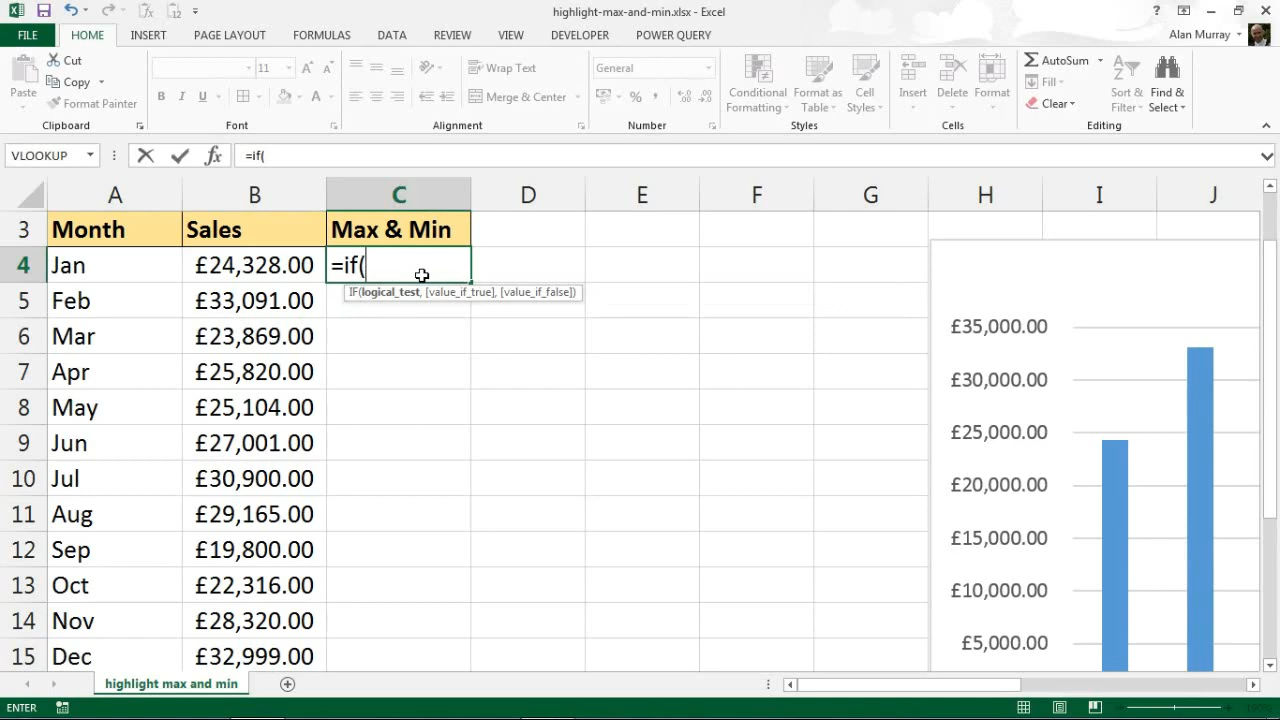 highlight-max-and-min.xlsx - Excel
FILE HOME INSERT PAGE LAYOUT FORMULAS DATA REVIEW VIEW DEVELOPER POWER QUERY Alan Murray
Paste
Cut
Copy
Format Painter
11
B I U
Wrap Text
Merge & Center
General
Conditional Formatting
Format as Table
Cell Styles
Insert
Delete
Format
AutoSum
Fill
Clear
Sort & Filter
Find & Select
Clipboard Font Alignment Number Styles Cells Editing
VLOOKUP =if(
A B C D E F G H I J
3 Month Sales Max & Min
4 Jan £24,328.00 =if(
IF(logical_test, [value_if_true], [value_if_false])
5 Feb £33,091.00
6 Mar £23,869.00
7 Apr £25,820.00
8 May £25,104.00
9 Jun £27,001.00
10 Jul £30,900.00
11 Aug £29,165.00
12 Sep £19,800.00
13 Oct £22,316.00
14 Nov £28,320.00
15 Dec £32,999.00
£35,000.00
£30,000.00
£25,000.00
£20,000.00
£15,000.00
£10,000.00
£5,000.00
highlight max and min
ENTER